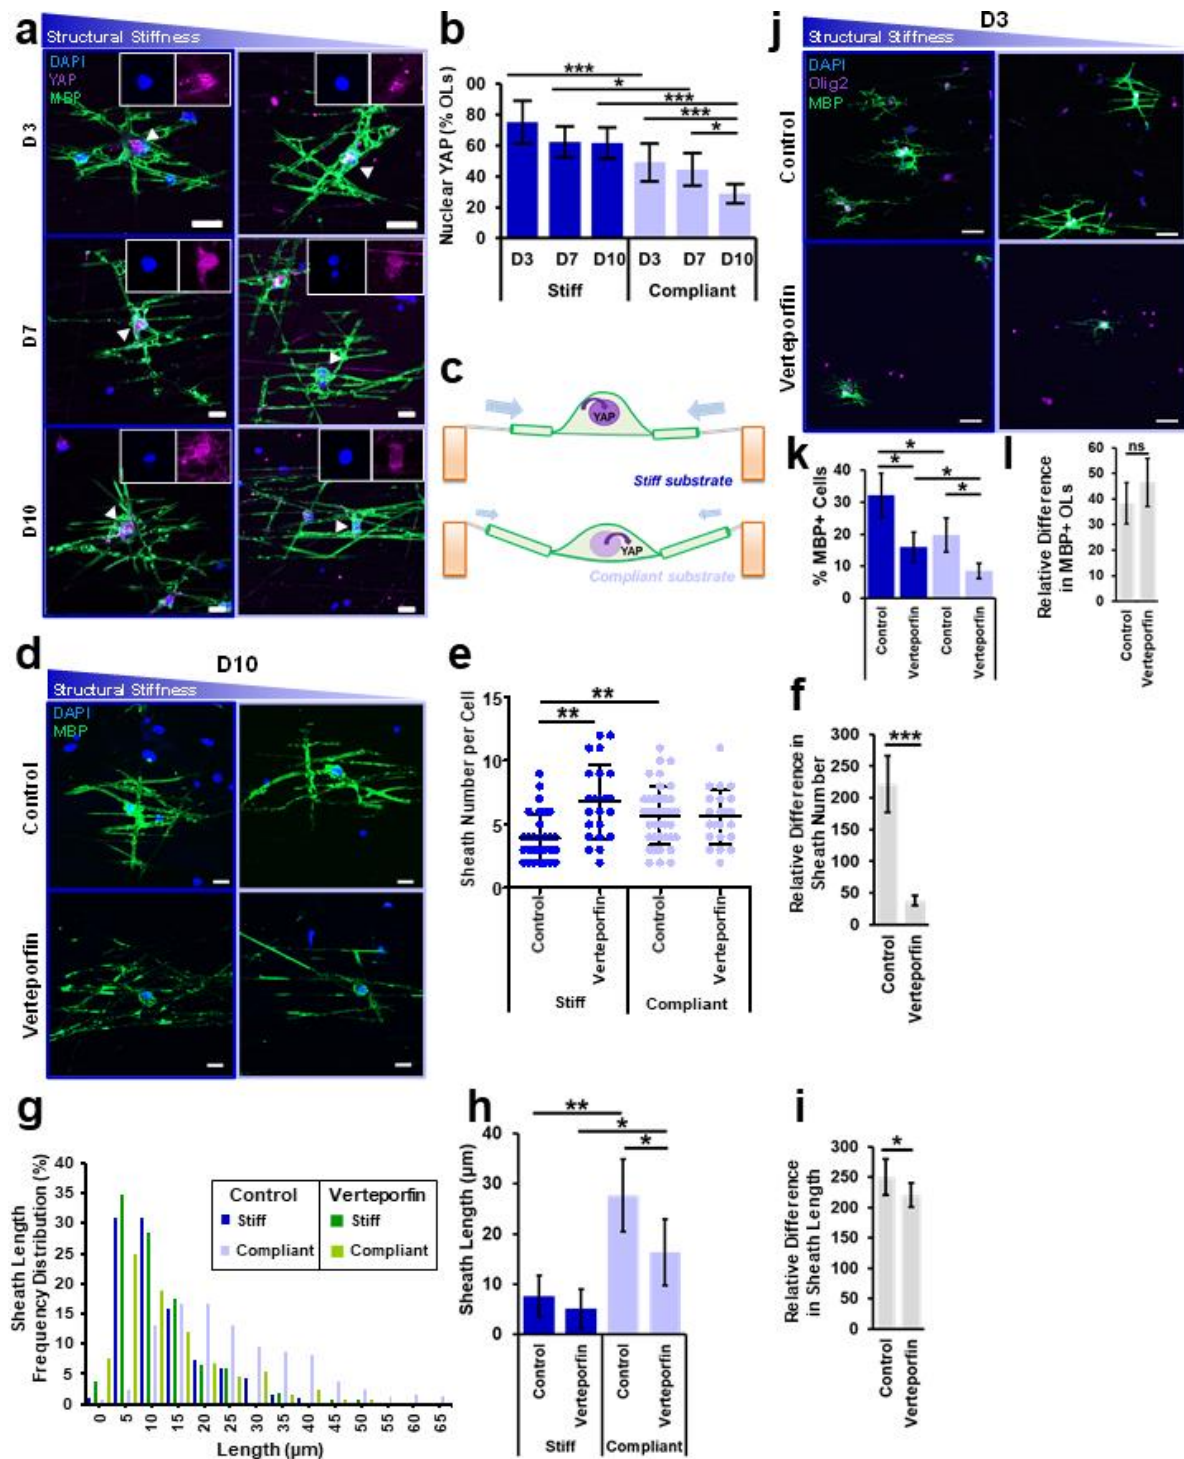 a
Structural Stiffness
DAPI
YAP
MBP
D3
D7
D10
b
Nuclear YAP (% OLs)
00
80
60
40
20
0
***
*
***
***
*
D3 D7 D10 D3 D7 D10
Stiff Compliant
c
YAP
Stiff substrate
YAP
Compliant substrate
j
D3
Structural Stiffness
DAPI
Olig2
MBP
Control
Verteporfin
k
% MBP+ Cells
40
30
20
10
0
*
*
*
*
Control Verteporfin Control Verteporfin
l
Relative Difference
in MBP+ OLs
60
50
40
30
20
10
0
ns
Control Verteporfin
d
D10
Structural Stiffness
DAPI
MBP
Control
Verteporfin
e
Sheath Number per Cell
15
10
5
0
**
**
Control Verteporfin Control Verteporfin
Stiff Compliant
f
Relative Difference in
Sheath Number
300
250
200
150
100
50
0
***
Control Verteporfin
g
Sheath Length
Frequency Distribution (%)
40
35
30
25
20
15
10
5
0
Control Verteporfin
Stiff Stiff
Compliant Compliant
0 5 10 15 20 25 30 35 40 45 50 55 60 65
Length (µm)
h
Sheath Length (µm)
40
30
20
10
0
**
*
*
Control Verteporfin Control Verteporfin
Stiff Compliant
i
Relative Difference
in Sheath Length
300
250
200
150
100
50
0
*
Control Verteporfin